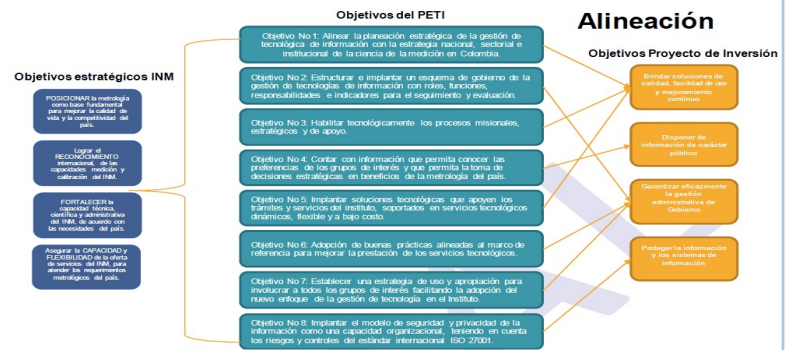 Alineación
Objetivos del PETI
Objetivos Proyecto de Inversión
Objetivos estratégicos INM
POSICIONAR la metrología
como base fundamental
para mejorar la calidad de
vida y la competitividad del
país.
Lograr el
RECONOCIMIENTO
internacional, de las
capacidades medición y
calibración del INM.
FORTALECER la
capacidad técnica,
científica y administrativa
del INM, de acuerdo con
las necesidades del país.
Asegurar la CAPACIDAD y
FLEXIBILIDAD de la oferta
de servicios del INM, para
atender los requerimientos
metrológicos del país.
Objetivo No 1: Alinear la planeación estratégica de la gestión de
tecnológica de información con la estrategia nacional, sectorial e
institucional de la ciencia de la medición en Colombia.
Objetivo No 2: Estructurar e implantar un esquema de gobierno de la
gestión de tecnologías de información con roles, funciones,
responsabilidades e indicadores para el seguimiento y evaluación.
Objetivo No 3: Habilitar tecnológicamente los procesos misionales,
estratégicos y de apoyo.
Objetivo No 4: Contar con información que permita conocer las
preferencias de los grupos de interés y que permita la toma de
decisiones estratégicas en beneficios de la metrología del país.
Objetivo No 5: Implantar soluciones tecnológicas que apoyen los
trámites y servicios del instituto, soportados en servicios tecnológicos
dinámicos, flexible y a bajo costo.
Objetivo No 6: Adopción de buenas prácticas alineadas al marco de
referencia para mejorar la prestación de los servicios tecnológicos.
Objetivo No 7: Establecer una estrategia de uso y apropiación para
involucrar a todos los grupos de interés facilitando la adopción del
nuevo enfoque de la gestión de tecnología en el Instituto.
Objetivo No 8: Implantar el modelo de seguridad y privacidad de la
información como una capacidad organizacional, teniendo en cuenta
los riesgos y controles del estándar internacional ISO 27001.
Brindar soluciones de
calidad, facilidad de uso
y mejoramiento
continuo
Disponer de
información de carácter
público
Garantizar eficazmente
la gestión
administrativa de
Gobierno
Proteger la información
y los sistemas de
información